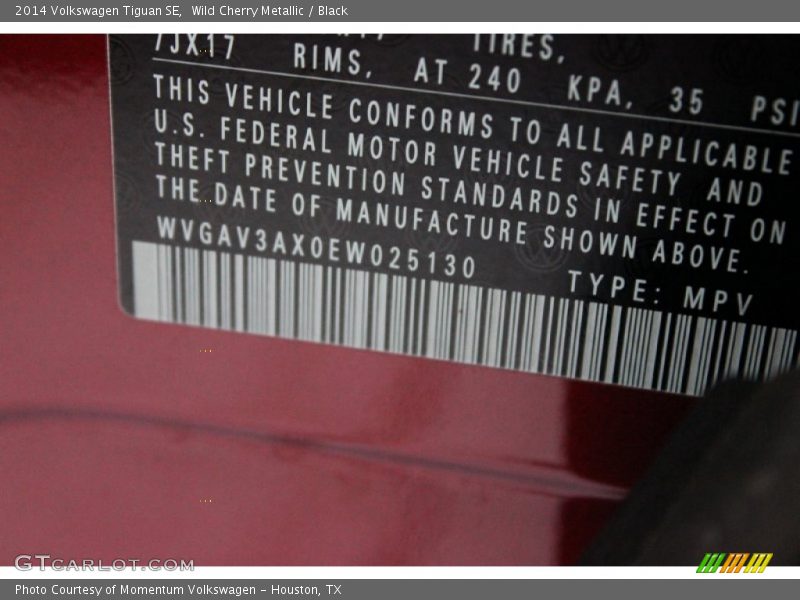 2014 Volkswagen Tiguan SE, Wild Cherry Metallic / Black
7JX17 TIRES,
RIMS, AT 240 KPA, 35 PSI
THIS VEHICLE CONFORMS TO ALL APPLICABLE
U.S. FEDERAL MOTOR VEHICLE SAFETY AND
THEFT PREVENTION STANDARDS IN EFFECT ON
THE DATE OF MANUFACTURE SHOWN ABOVE.
WVGAV3AX0EW025130 TYPE: MPV
GTCARLOT.COM
Photo Courtesy of Momentum Volkswagen - Houston, TX